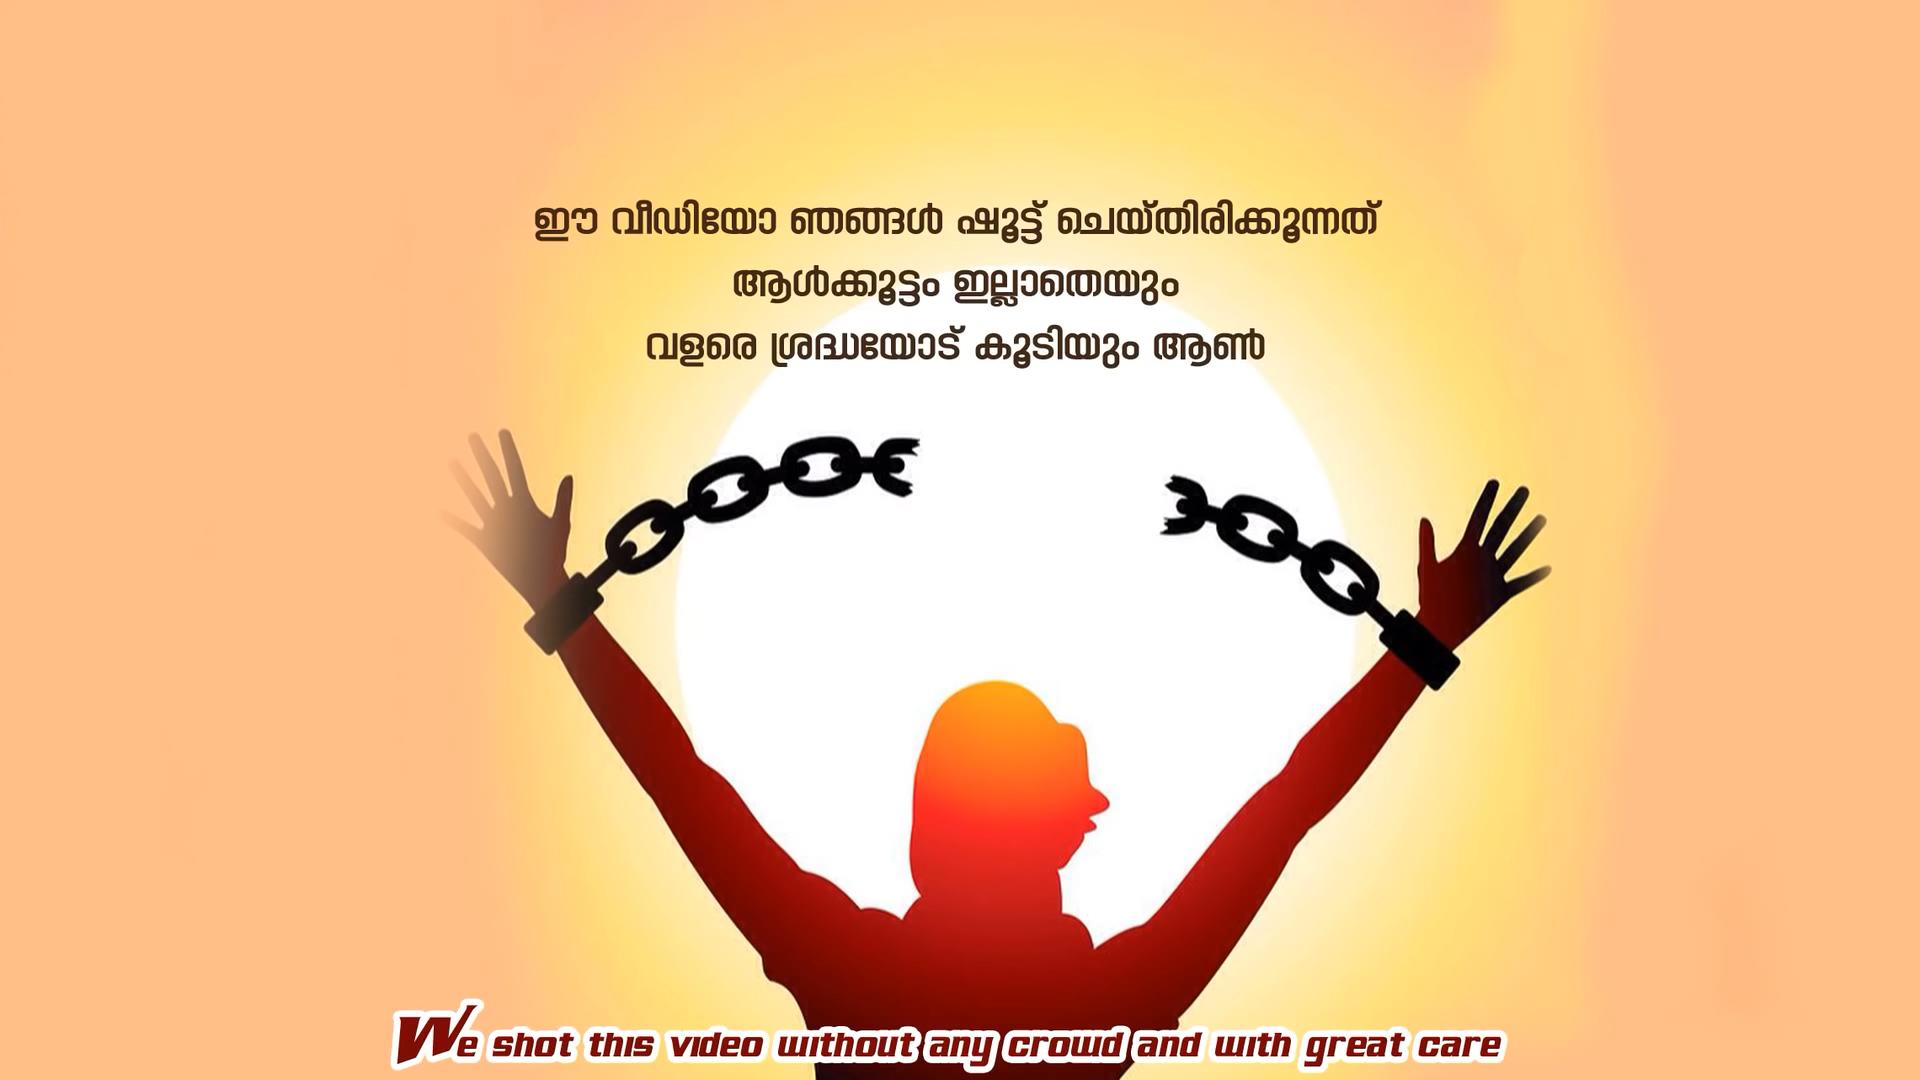 ഈ വീഡിയോ ഞങ്ങൾ ഷൂട്ട് ചെയ്തിരിക്കൂന്നത്
ആൾക്കൂട്ടം ഇല്ലാതെയും
വളരെ ശ്രദ്ധയോട് കൂടിയും ആൺ
We shot this video without any crowd and with great care